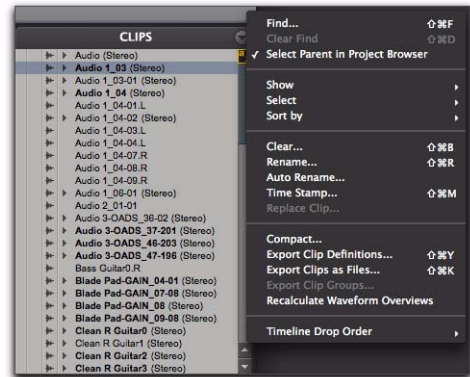 CLIPS
Audio (Stereo)
Audio 1_03 (Stereo)
Audio 1_03-01 (Stereo)
Audio 1_04 (Stereo)
Audio 1_04-01.L
Audio 1_04-02 (Stereo)
Audio 1_04-03.L
Audio 1_04-04.L
Audio 1_04-07.R
Audio 1_04-08.R
Audio 1_04-09.R
Audio 1_06-01 (Stereo)
Audio 2_01-01
Audio 3-OADS_36-02 (Stereo)
Audio 3-OADS_37-201 (Stereo)
Audio 3-OADS_46-203 (Stereo)
Audio 3-OADS_47-196 (Stereo)
Bass Guitar0.R
Blade Pad-GAIN_04-01 (Stereo)
Blade Pad-GAIN_07-08 (Stereo)
Blade Pad-GAIN_08 (Stereo)
Blade Pad-GAIN_09-08 (Stereo)
Clean R Guitar0 (Stereo)
Clean R Guitar1 (Stereo)
Clean R Guitar2 (Stereo)
Clean R Guitar3 (Stereo)
Find... ⇧⌘F
Clear Find ⇧⌘D
✓ Select Parent in Project Browser
Show
Select
Sort by
Clear... ⇧⌘B
Rename... ⇧⌘R
Auto Rename...
Time Stamp... ⇧⌘M
Replace Clip...
Compact...
Export Clip Definitions... ⇧⌘Y
Export Clips as Files... ⇧⌘K
Export Clip Groups...
Recalculate Waveform Overviews
Timeline Drop Order